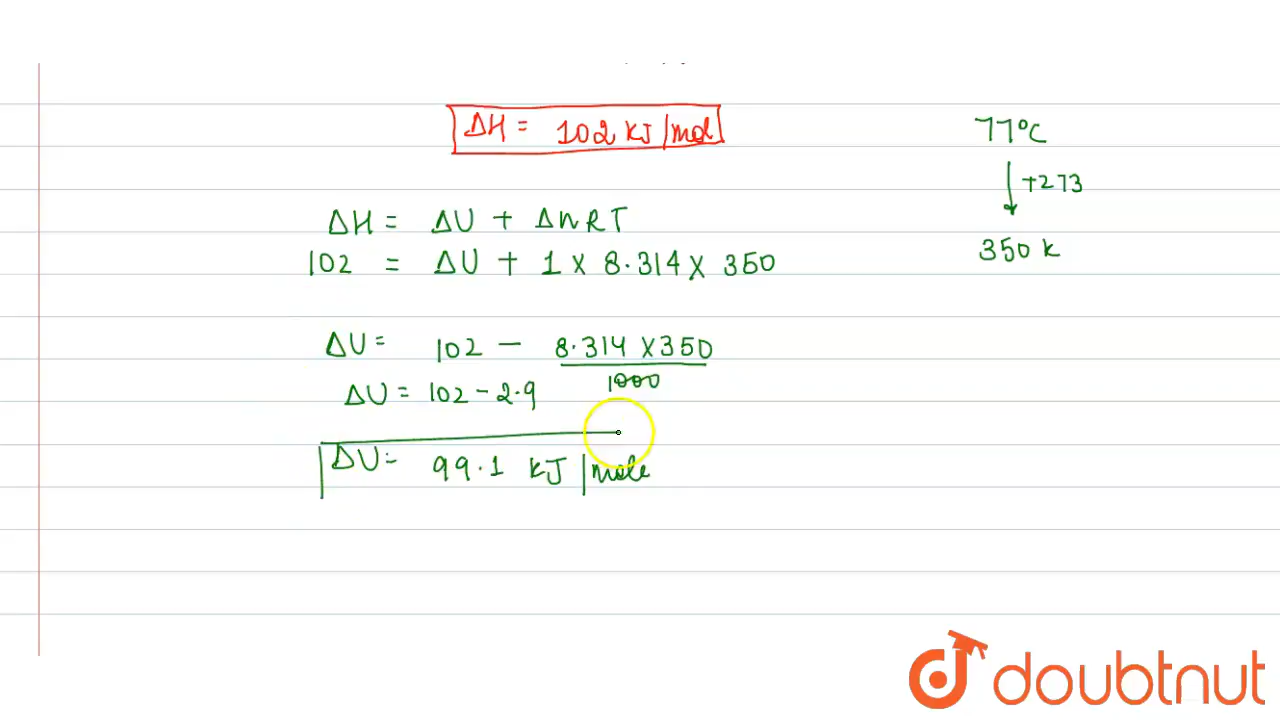 ΔH = 102 KJ/mol
77°C
+273
350 K
ΔH = ΔU + ΔnRT
102 = ΔU + 1 × 8.314 × 350
ΔU = 102 - 8.314 × 350
1000
ΔU = 102 - 2.9
ΔU = 99.1 KJ/mole
doubtnut